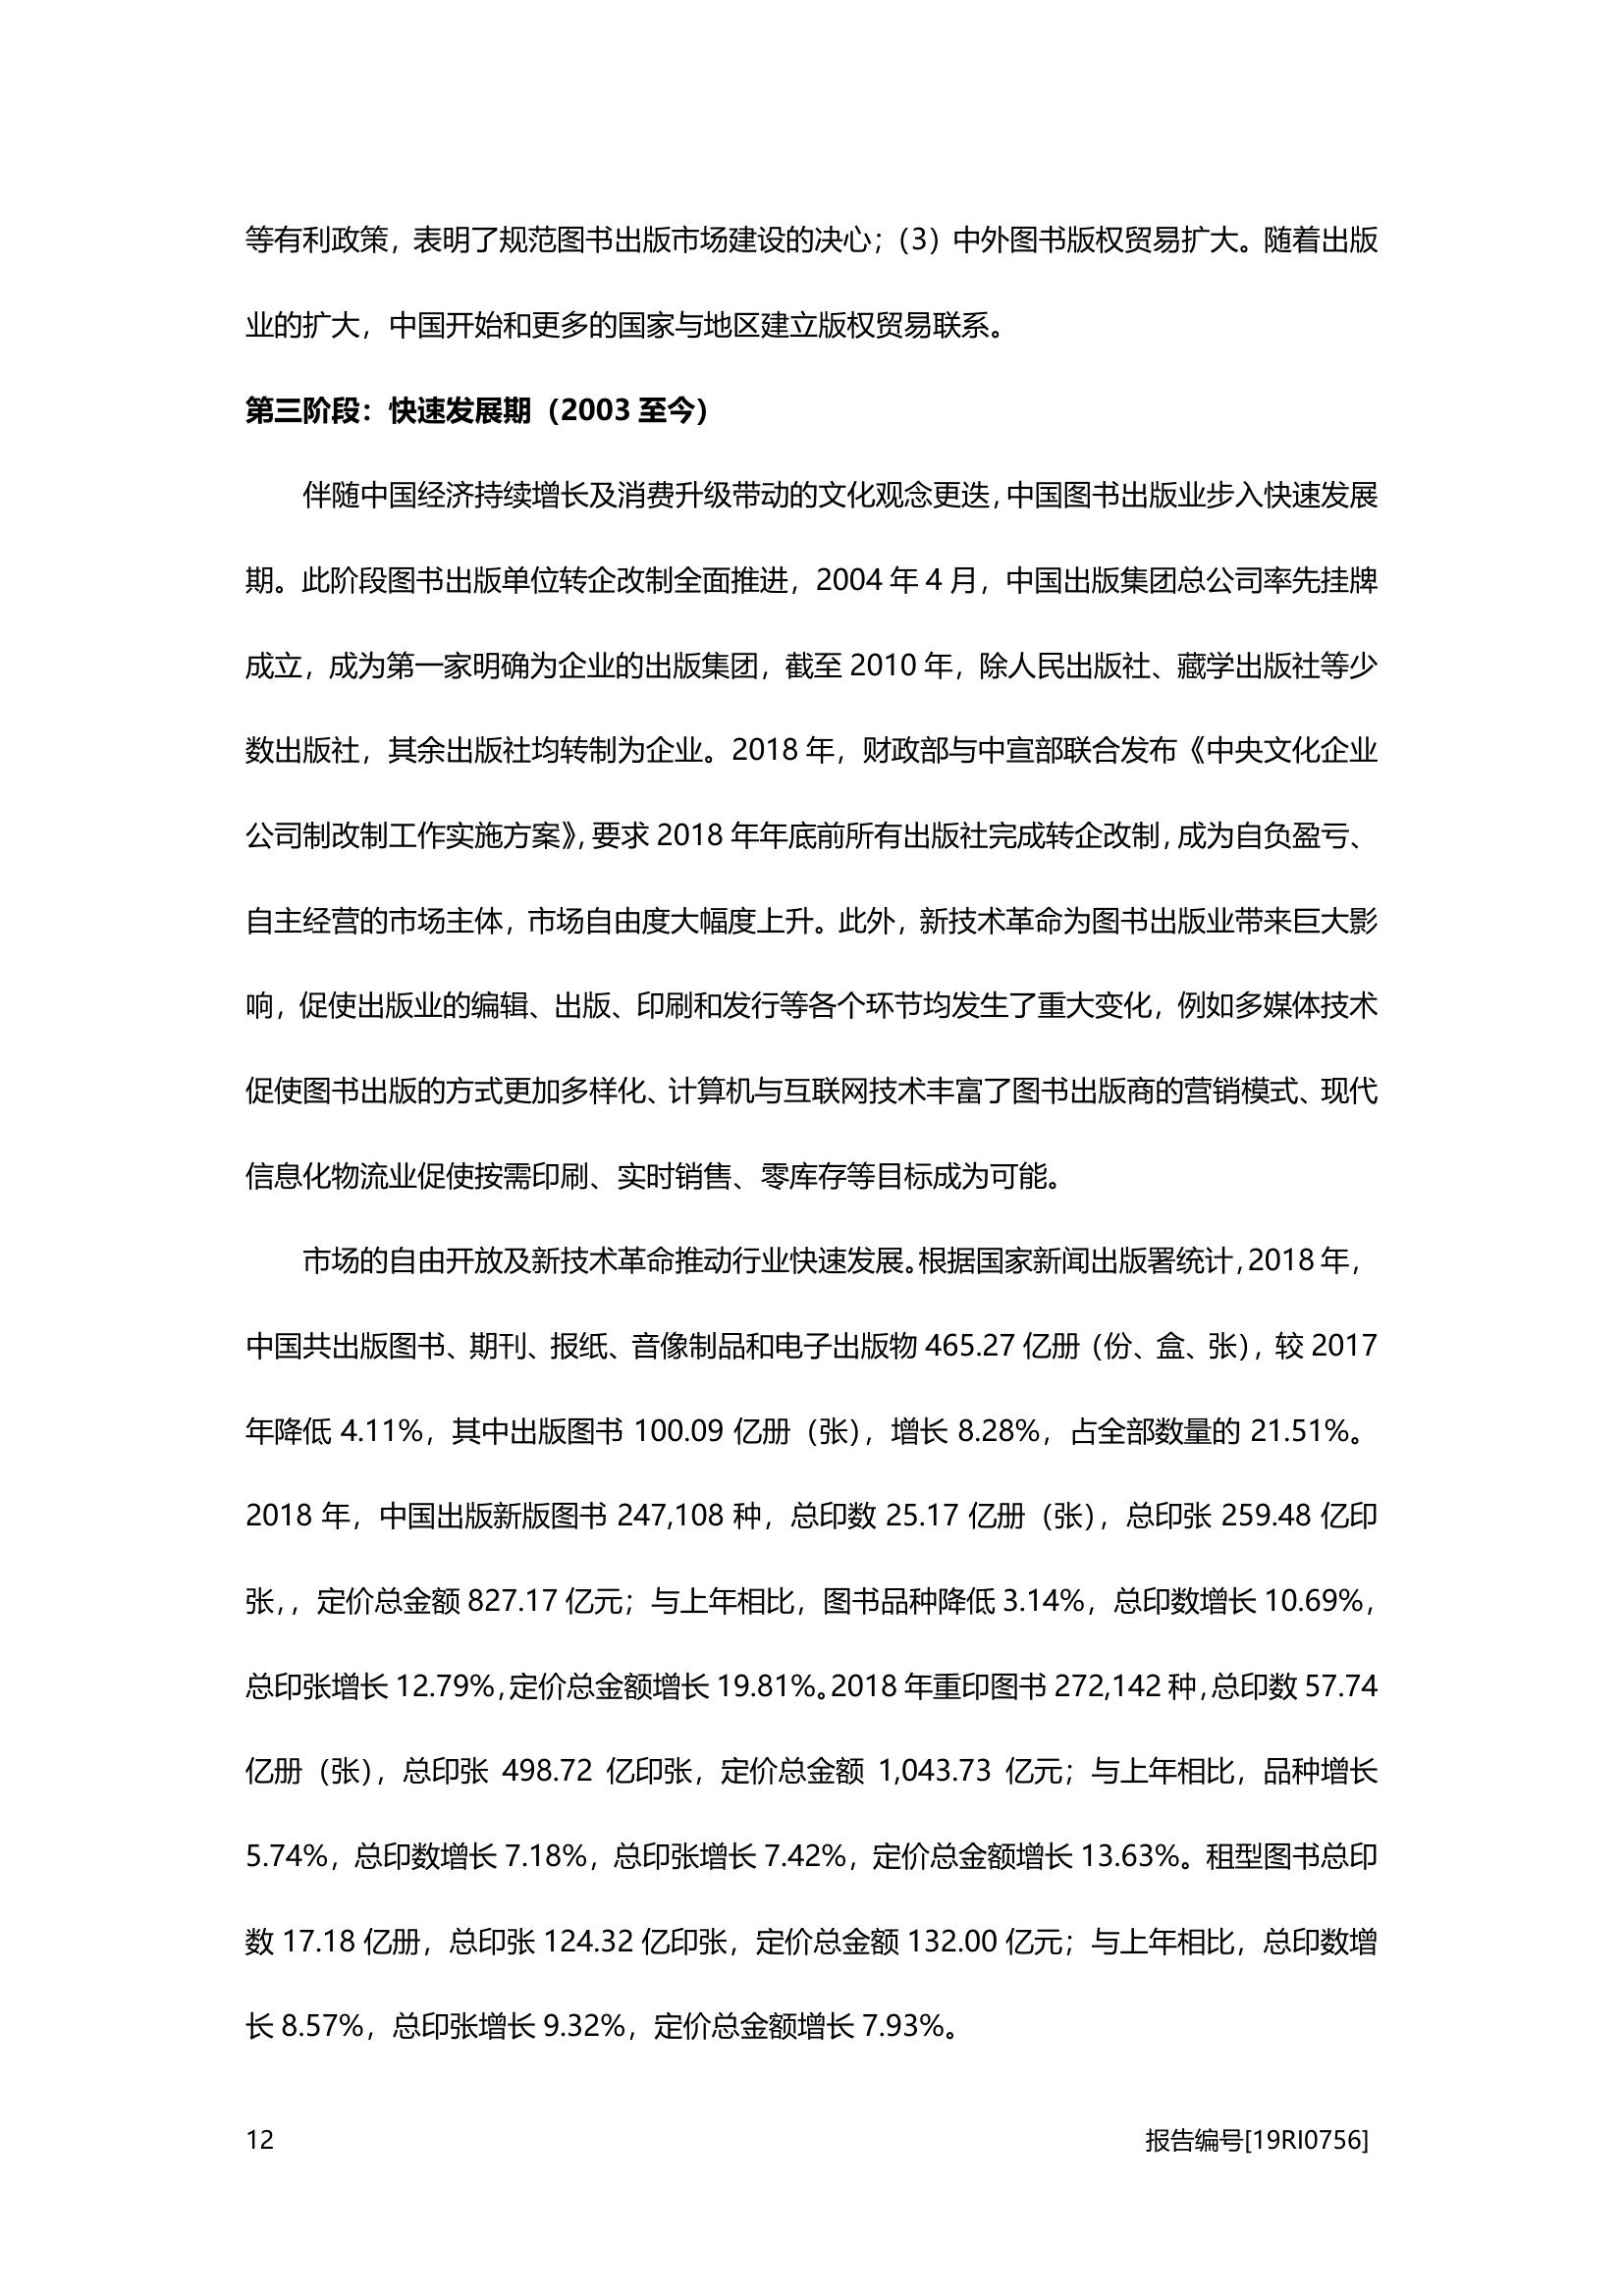 等有利政策，表明了规范图书出版市场建设的决心；（3）中外图书版权贸易扩大。随着出版
业的扩大，中国开始和更多的国家与地区建立版权贸易联系。
第三阶段：快速发展期（2003 至今）
伴随中国经济持续增长及消费升级带动的文化观念更迭，中国图书出版业步入快速发展
期。此阶段图书出版单位转企改制全面推进，2004 年 4 月，中国出版集团总公司率先挂牌
成立，成为第一家明确为企业的出版集团，截至 2010 年，除人民出版社、藏学出版社等少
数出版社，其余出版社均转制为企业。2018 年，财政部与中宣部联合发布《中央文化企业
公司制改制工作实施方案》，要求 2018 年年底前所有出版社完成转企改制，成为自负盈亏、
自主经营的市场主体，市场自由度大幅度上升。此外，新技术革命为图书出版业带来巨大影
响，促使出版业的编辑、出版、印刷和发行等各个环节均发生了重大变化，例如多媒体技术
促使图书出版的方式更加多样化、计算机与互联网技术丰富了图书出版商的营销模式、现代
信息化物流业促使按需印刷、实时销售、零库存等目标成为可能。
市场的自由开放及新技术革命推动行业快速发展。根据国家新闻出版署统计，2018 年，
中国共出版图书、期刊、报纸、音像制品和电子出版物 465.27 亿册（份、盒、张），较 2017
年降低 4.11%，其中出版图书 100.09 亿册（张），增长 8.28%，占全部数量的 21.51%。
2018 年，中国出版新版图书 247,108 种，总印数 25.17 亿册（张），总印张 259.48 亿印
张，，定价总金额 827.17 亿元；与上年相比，图书品种降低 3.14%，总印数增长 10.69%，
总印张增长 12.79%，定价总金额增长 19.81%。2018 年重印图书 272,142 种，总印数 57.74
亿册（张），总印张 498.72 亿印张，定价总金额 1,043.73 亿元；与上年相比，品种增长
5.74%，总印数增长 7.18%，总印张增长 7.42%，定价总金额增长 13.63%。租型图书总印
数 17.18 亿册，总印张 124.32 亿印张，定价总金额 132.00 亿元；与上年相比，总印数增
长 8.57%，总印张增长 9.32%，定价总金额增长 7.93%。
12 报告编号[19RI0756]